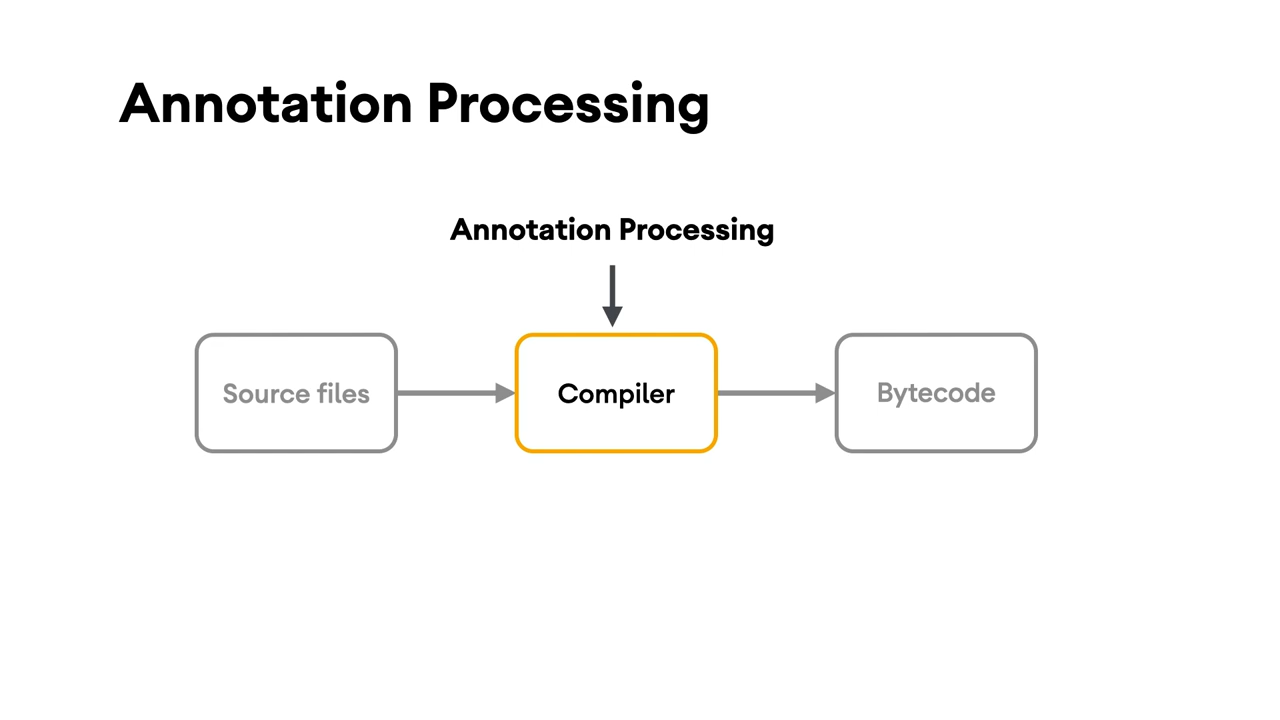 Annotation Processing
Annotation Processing
Source files
Compiler
Bytecode